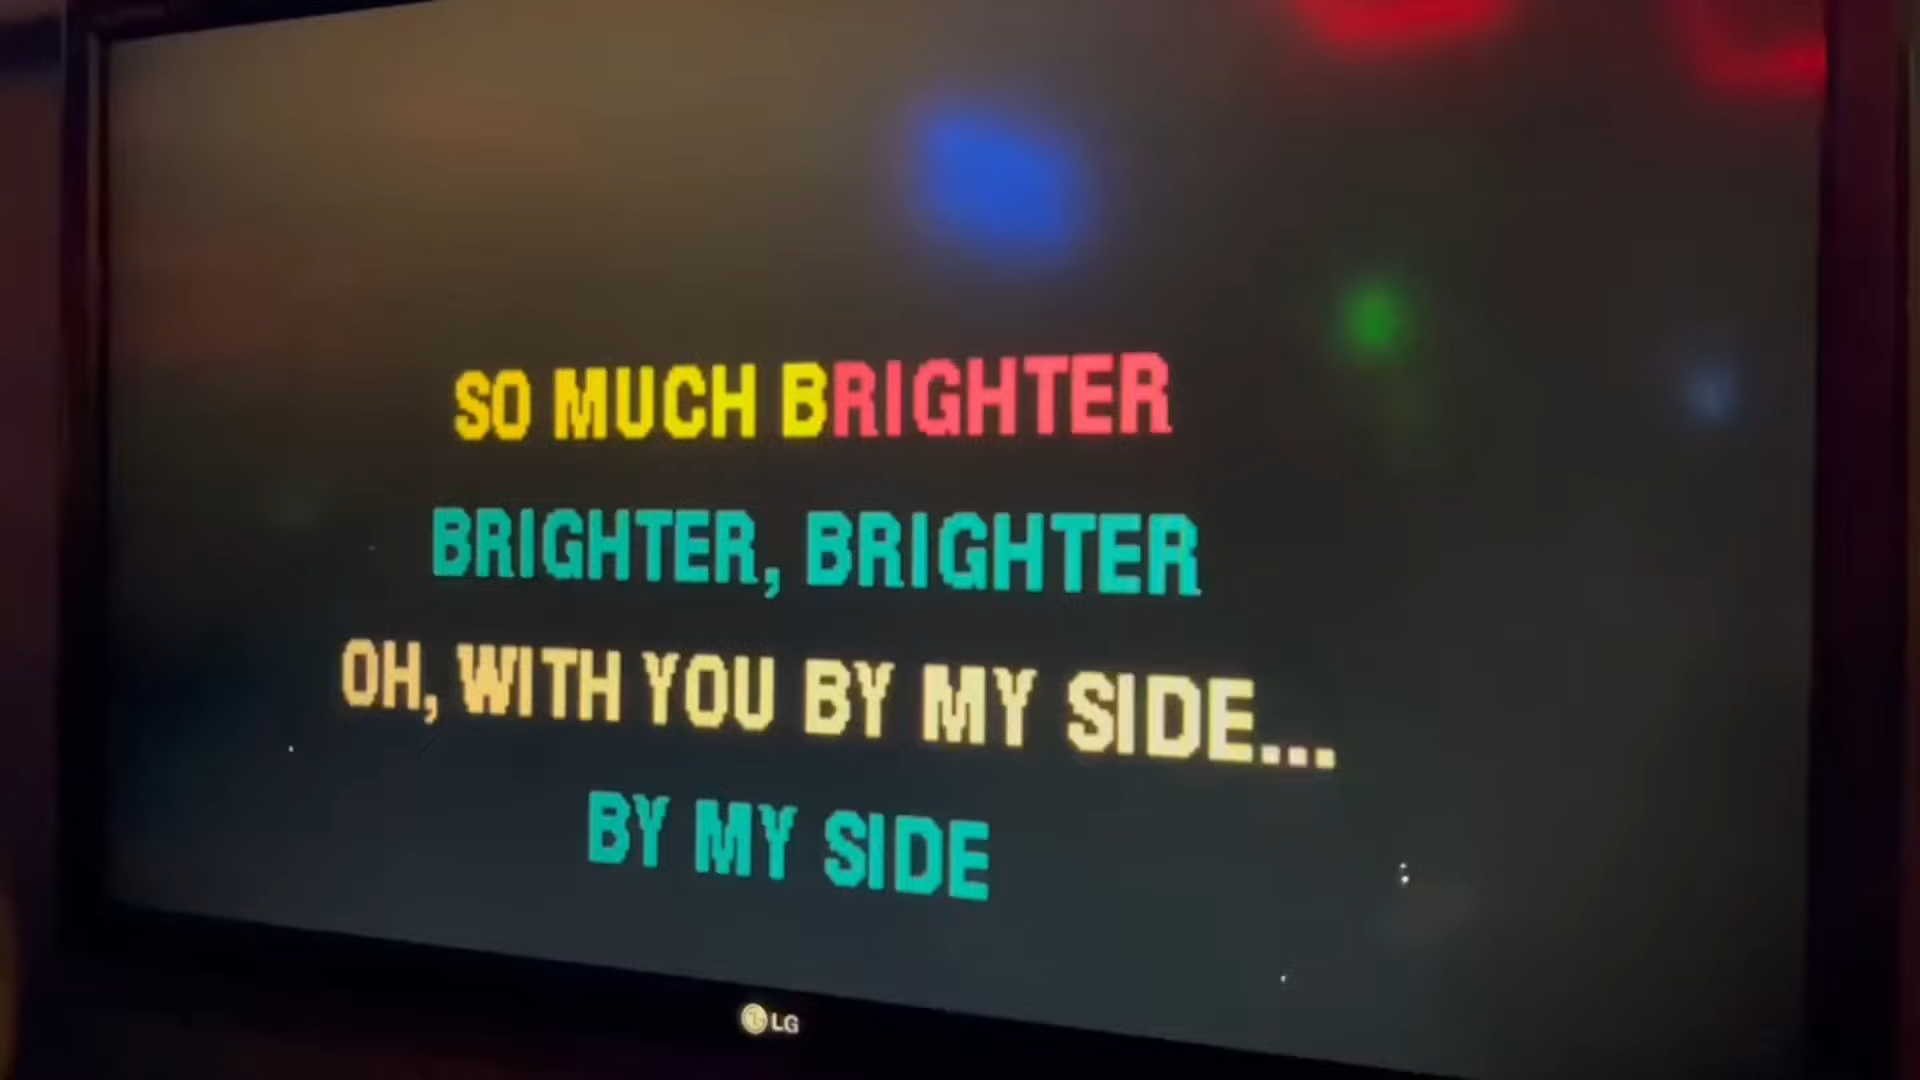 SO MUCH BRIGHTER
BRIGHTER, BRIGHTER
OH, WITH YOU BY MY SIDE...
BY MY SIDE
LG